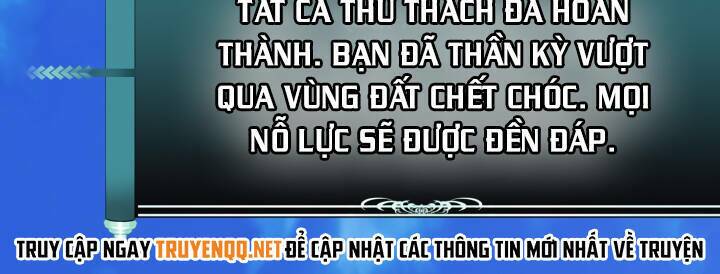 TẤT CẢ THỬ THÁCH ĐÃ HOÀN
THÀNH. BẠN ĐÃ THẦN KỲ VƯỢT
QUA VÙNG ĐẤT CHẾT CHÓC. MỌI
NỖ LỰC SẼ ĐƯỢC ĐỀN ĐÁP.
TRUY CẬP NGAY TRUYENQQ.NET ĐỂ CẬP NHẬT CÁC THÔNG TIN MỚI NHẤT VỀ TRUYỆN